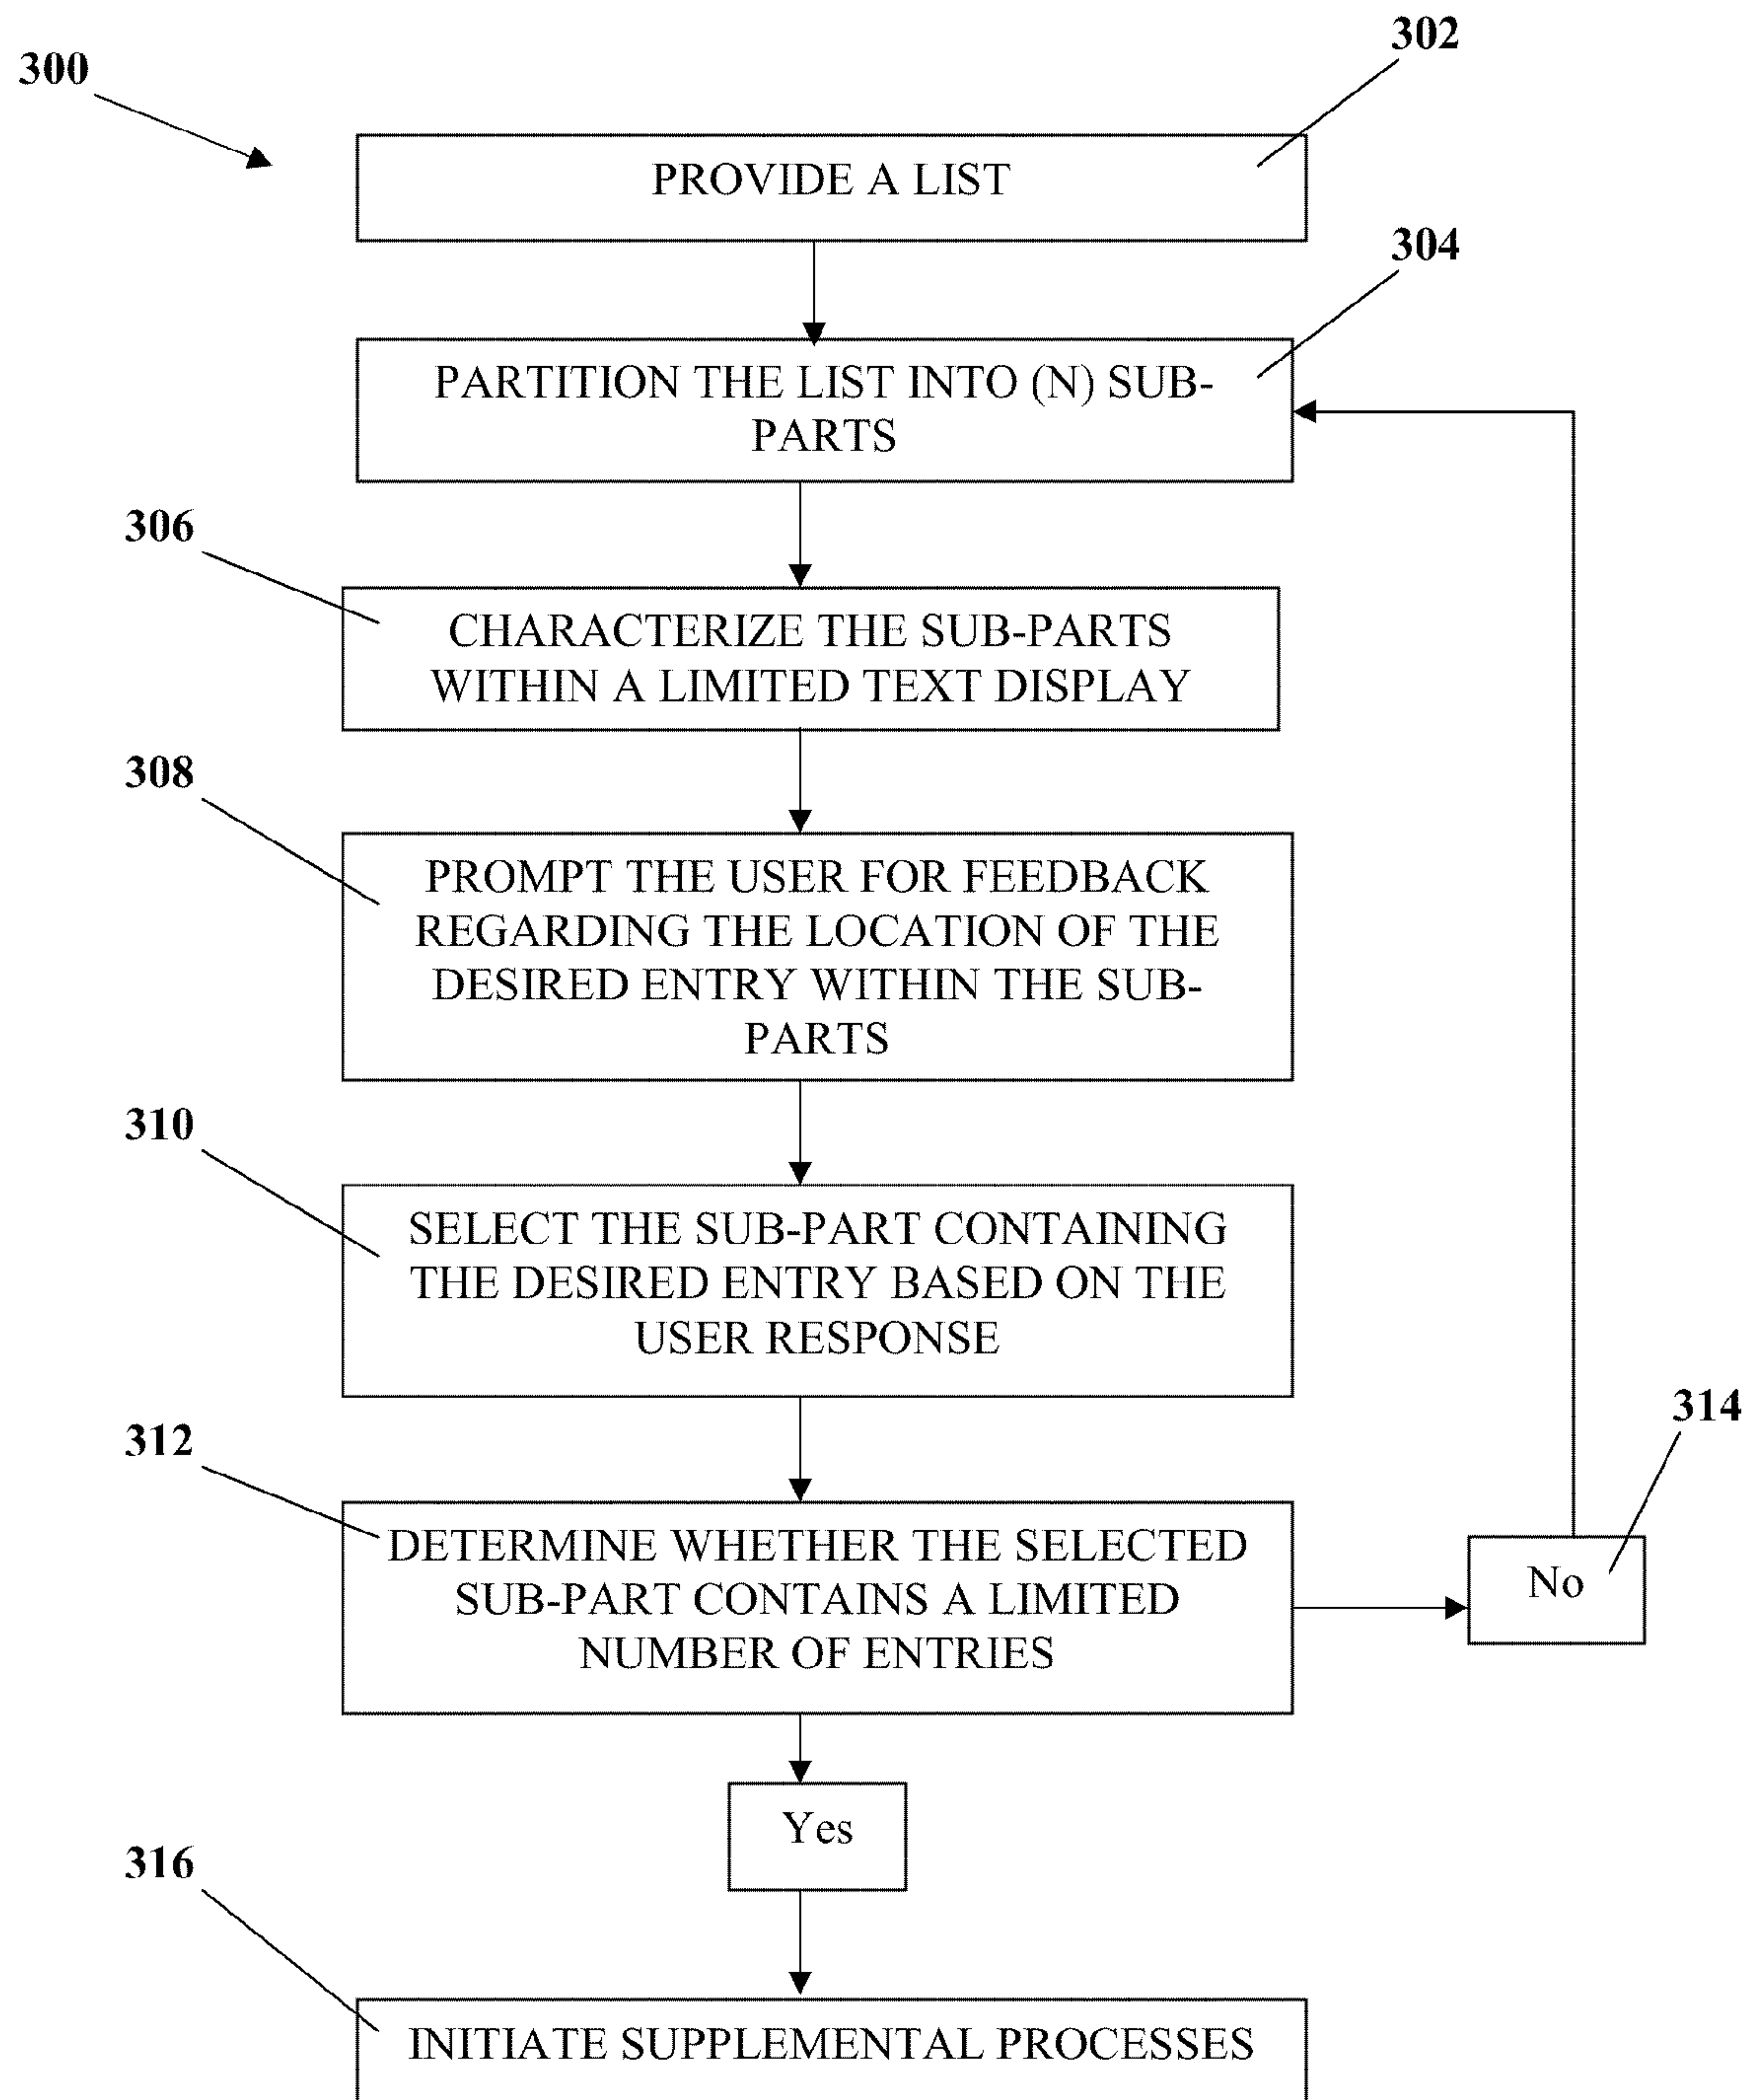 302
300
PROVIDE A LIST
304
PARTITION THE LIST INTO (N) SUB-
PARTS
306
CHARACTERIZE THE SUB-PARTS
WITHIN A LIMITED TEXT DISPLAY
308
PROMPT THE USER FOR FEEDBACK
REGARDING THE LOCATION OF THE
DESIRED ENTRY WITHIN THE SUB-
PARTS
310
SELECT THE SUB-PART CONTAINING
THE DESIRED ENTRY BASED ON THE
USER RESPONSE
314
312
DETERMINE WHETHER THE SELECTED
SUB-PART CONTAINS A LIMITED
NUMBER OF ENTRIES
No
Yes
316
INITIATE SUPPLEMENTAL PROCESSES